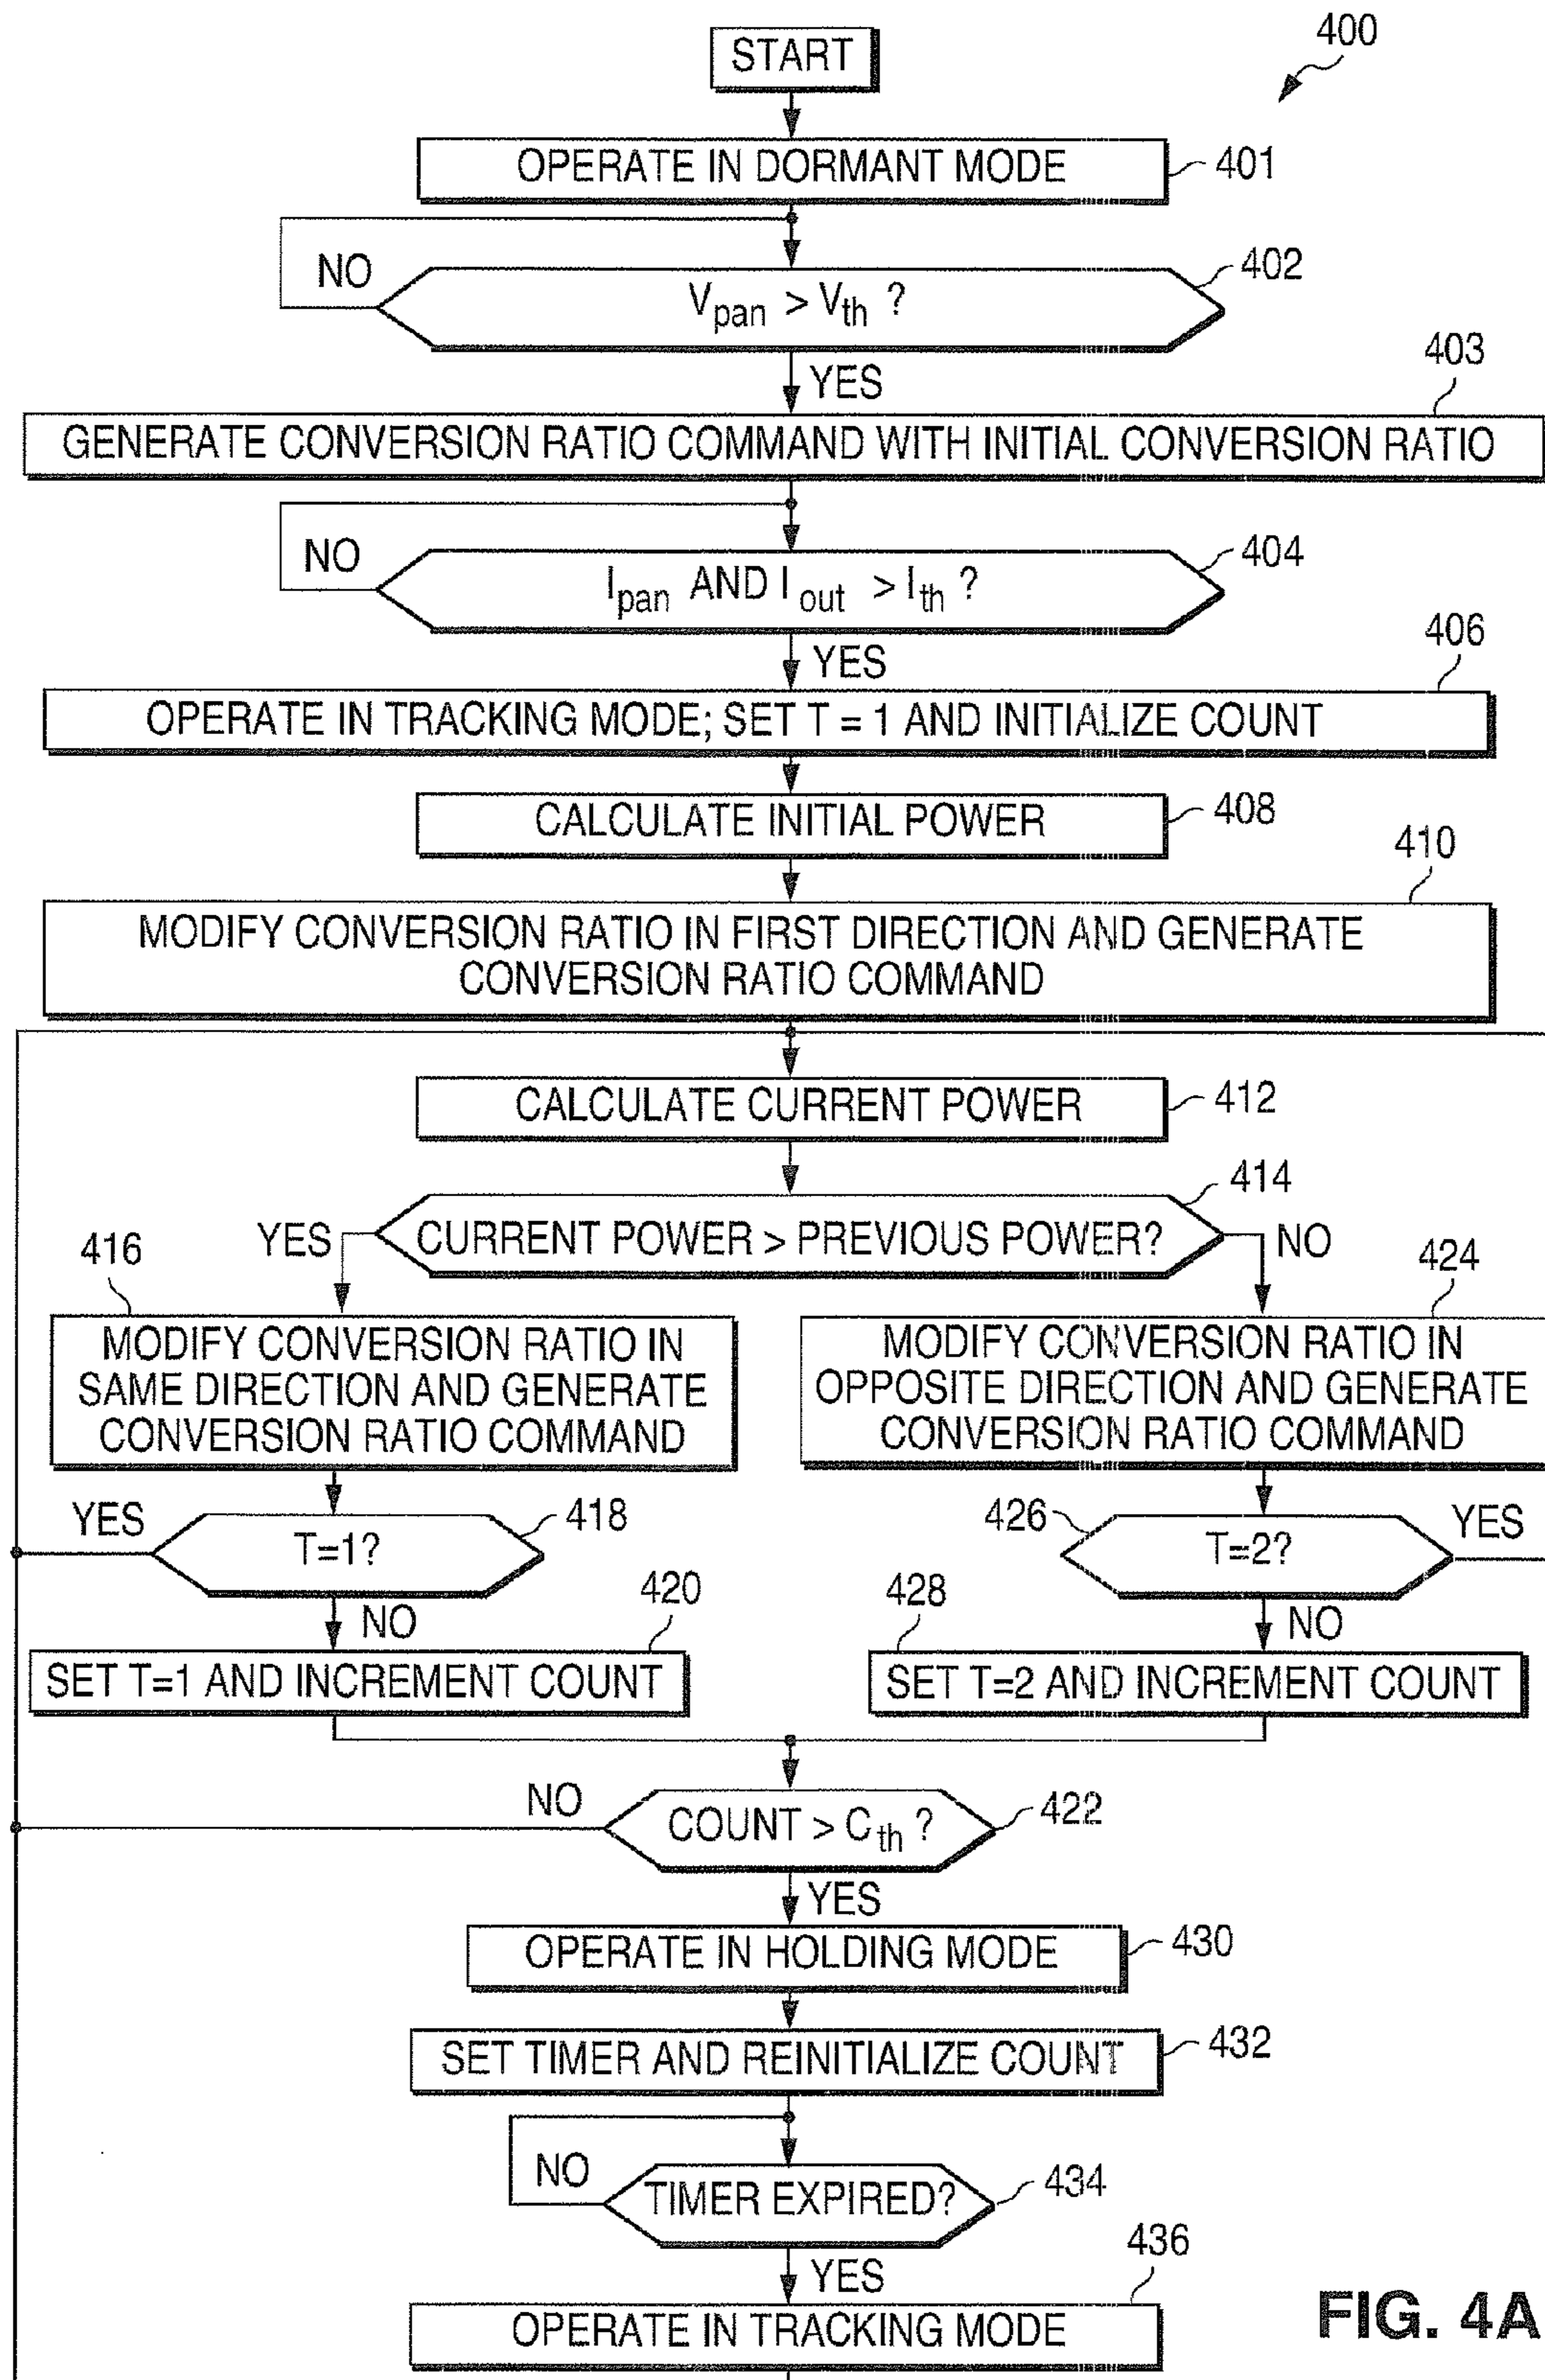 400
START
OPERATE IN DORMANT MODE
401
NO
402
Vpan > Vth ?
403
YES
GENERATE CONVERSION RATIO COMMAND WITH INITIAL CONVERSION RATIO
NO
404
Ipan AND Iout > Ith ?
406
YES
OPERATE IN TRACKING MODE; SET T = 1 AND INITIALIZE COUNT
CALCULATE INITIAL POWER
408
410
MODIFY CONVERSION RATIO IN FIRST DIRECTION AND GENERATE
CONVERSION RATIO COMMAND
CALCULATE CURRENT POWER
412
414
YES
CURRENT POWER > PREVIOUS POWER?
NO
416
424
MODIFY CONVERSION RATIO IN
SAME DIRECTION AND GENERATE
CONVERSION RATIO COMMAND
MODIFY CONVERSION RATIO IN
OPPOSITE DIRECTION AND GENERATE
CONVERSION RATIO COMMAND
YES
418
T=1?
426
T=2?
YES
420
NO
428
NO
SET T=1 AND INCREMENT COUNT
SET T=2 AND INCREMENT COUNT
NO
COUNT > Cth ?
422
YES
OPERATE IN HOLDING MODE
430
SET TIMER AND REINITIALIZE COUNT
432
NO
TIMER EXPIRED?
434
436
YES
OPERATE IN TRACKING MODE
FIG. 4A